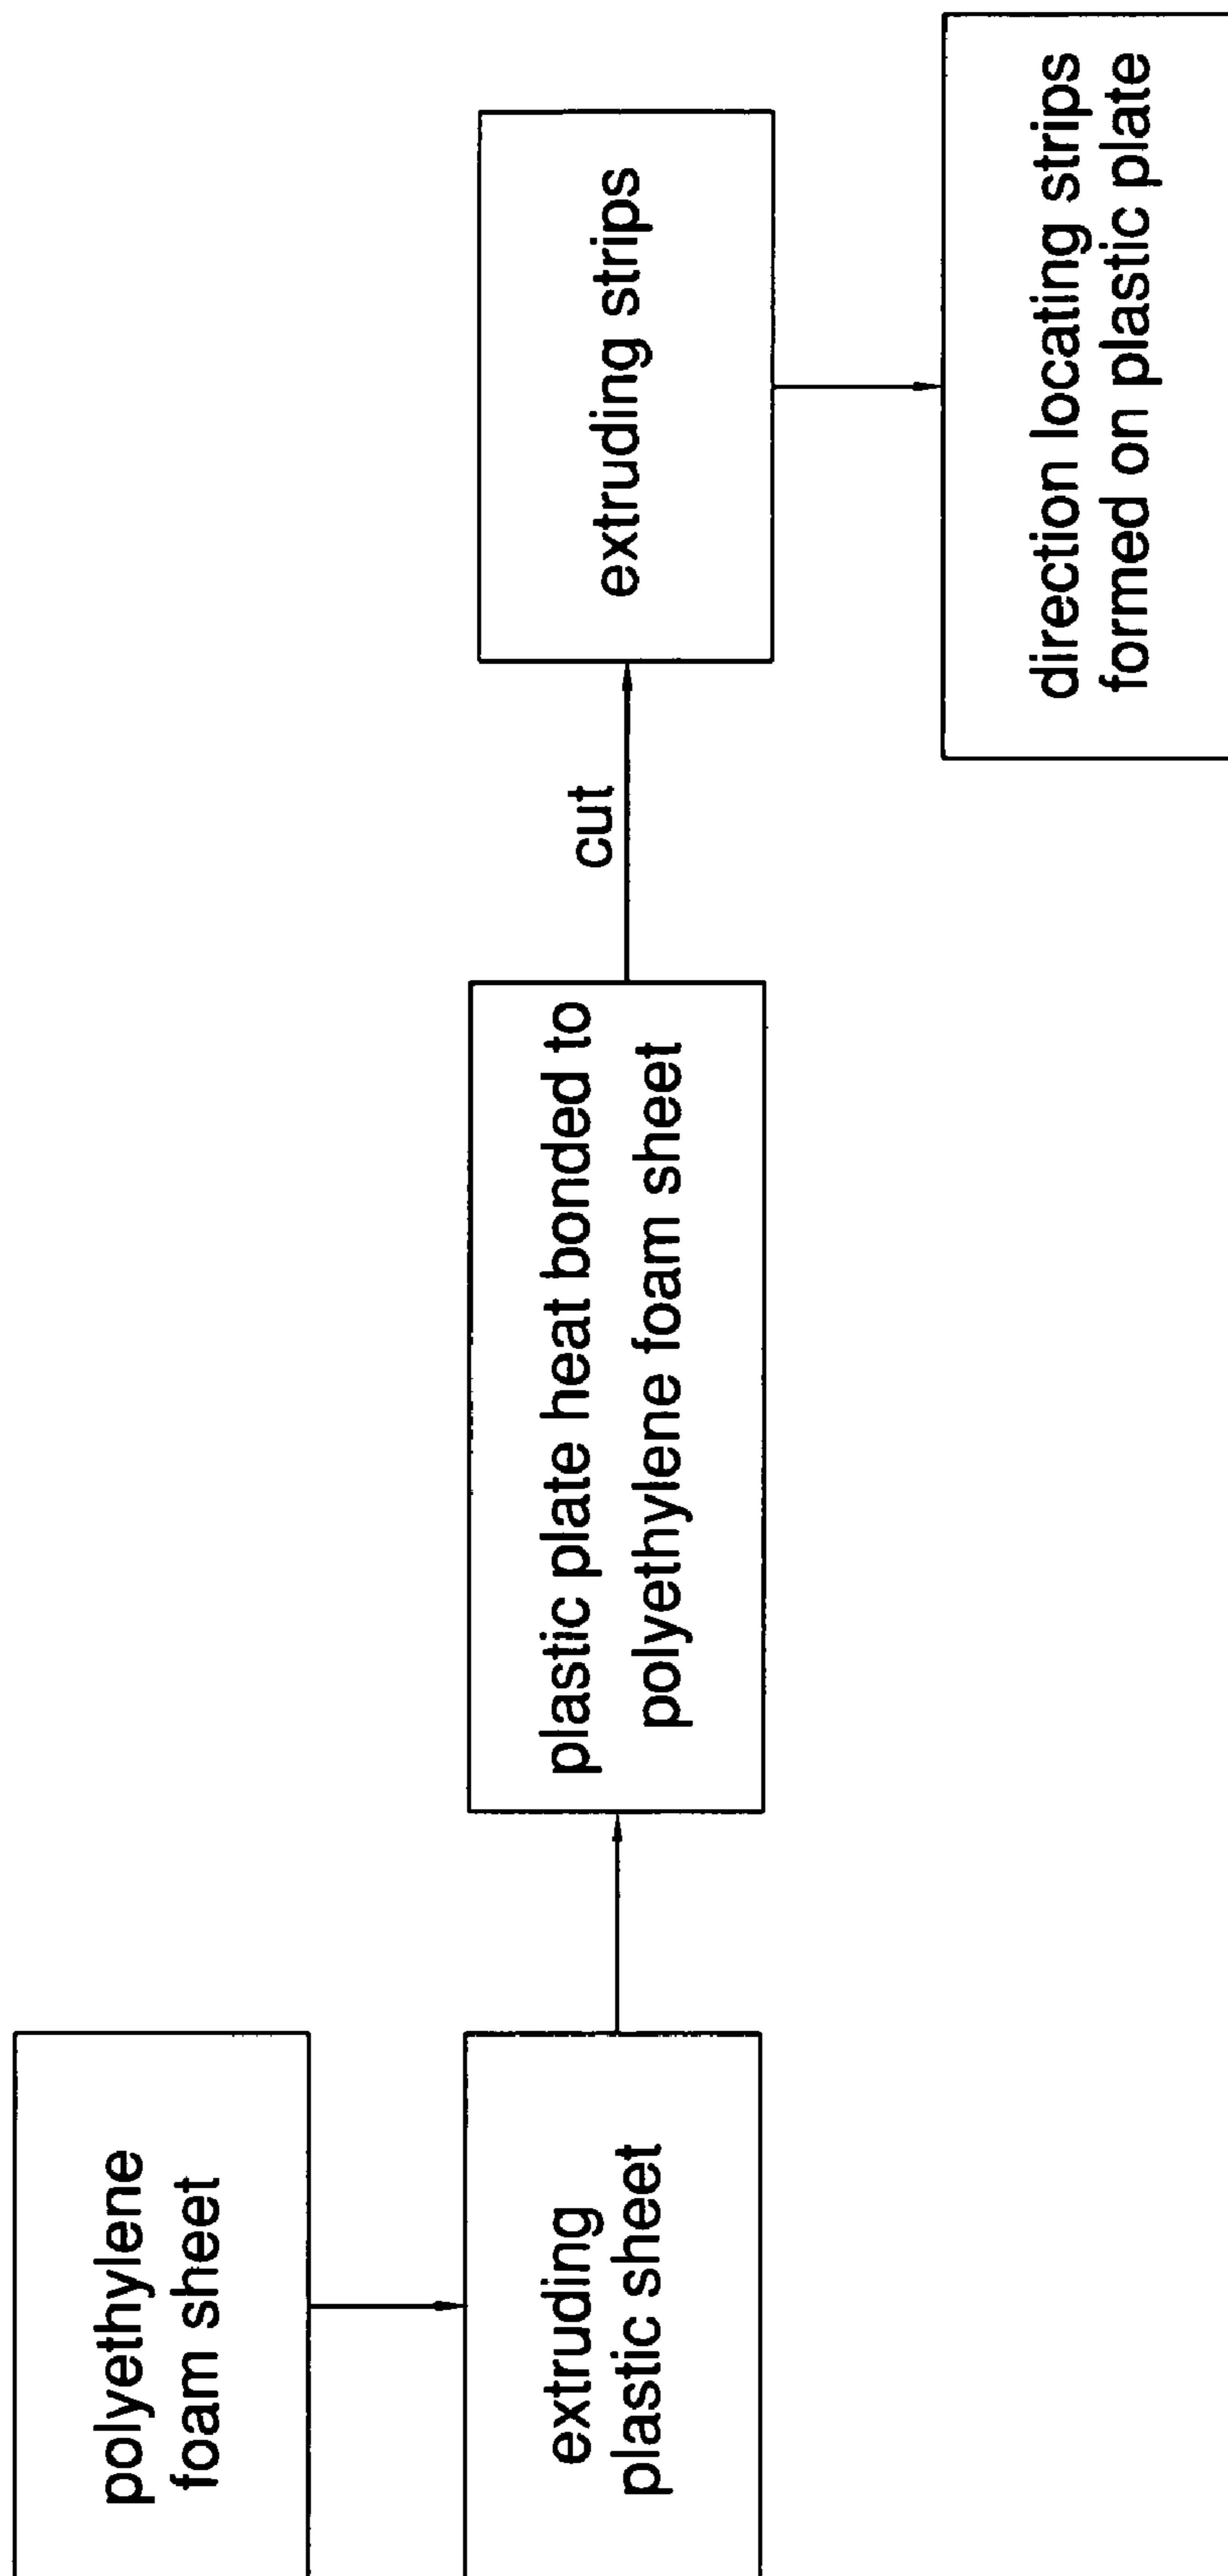 polyethylene
foam sheet
extruding
plastic sheet
plastic plate heat bonded to
polyethylene foam sheet
cut
extruding strips
direction locating strips
formed on plastic plate